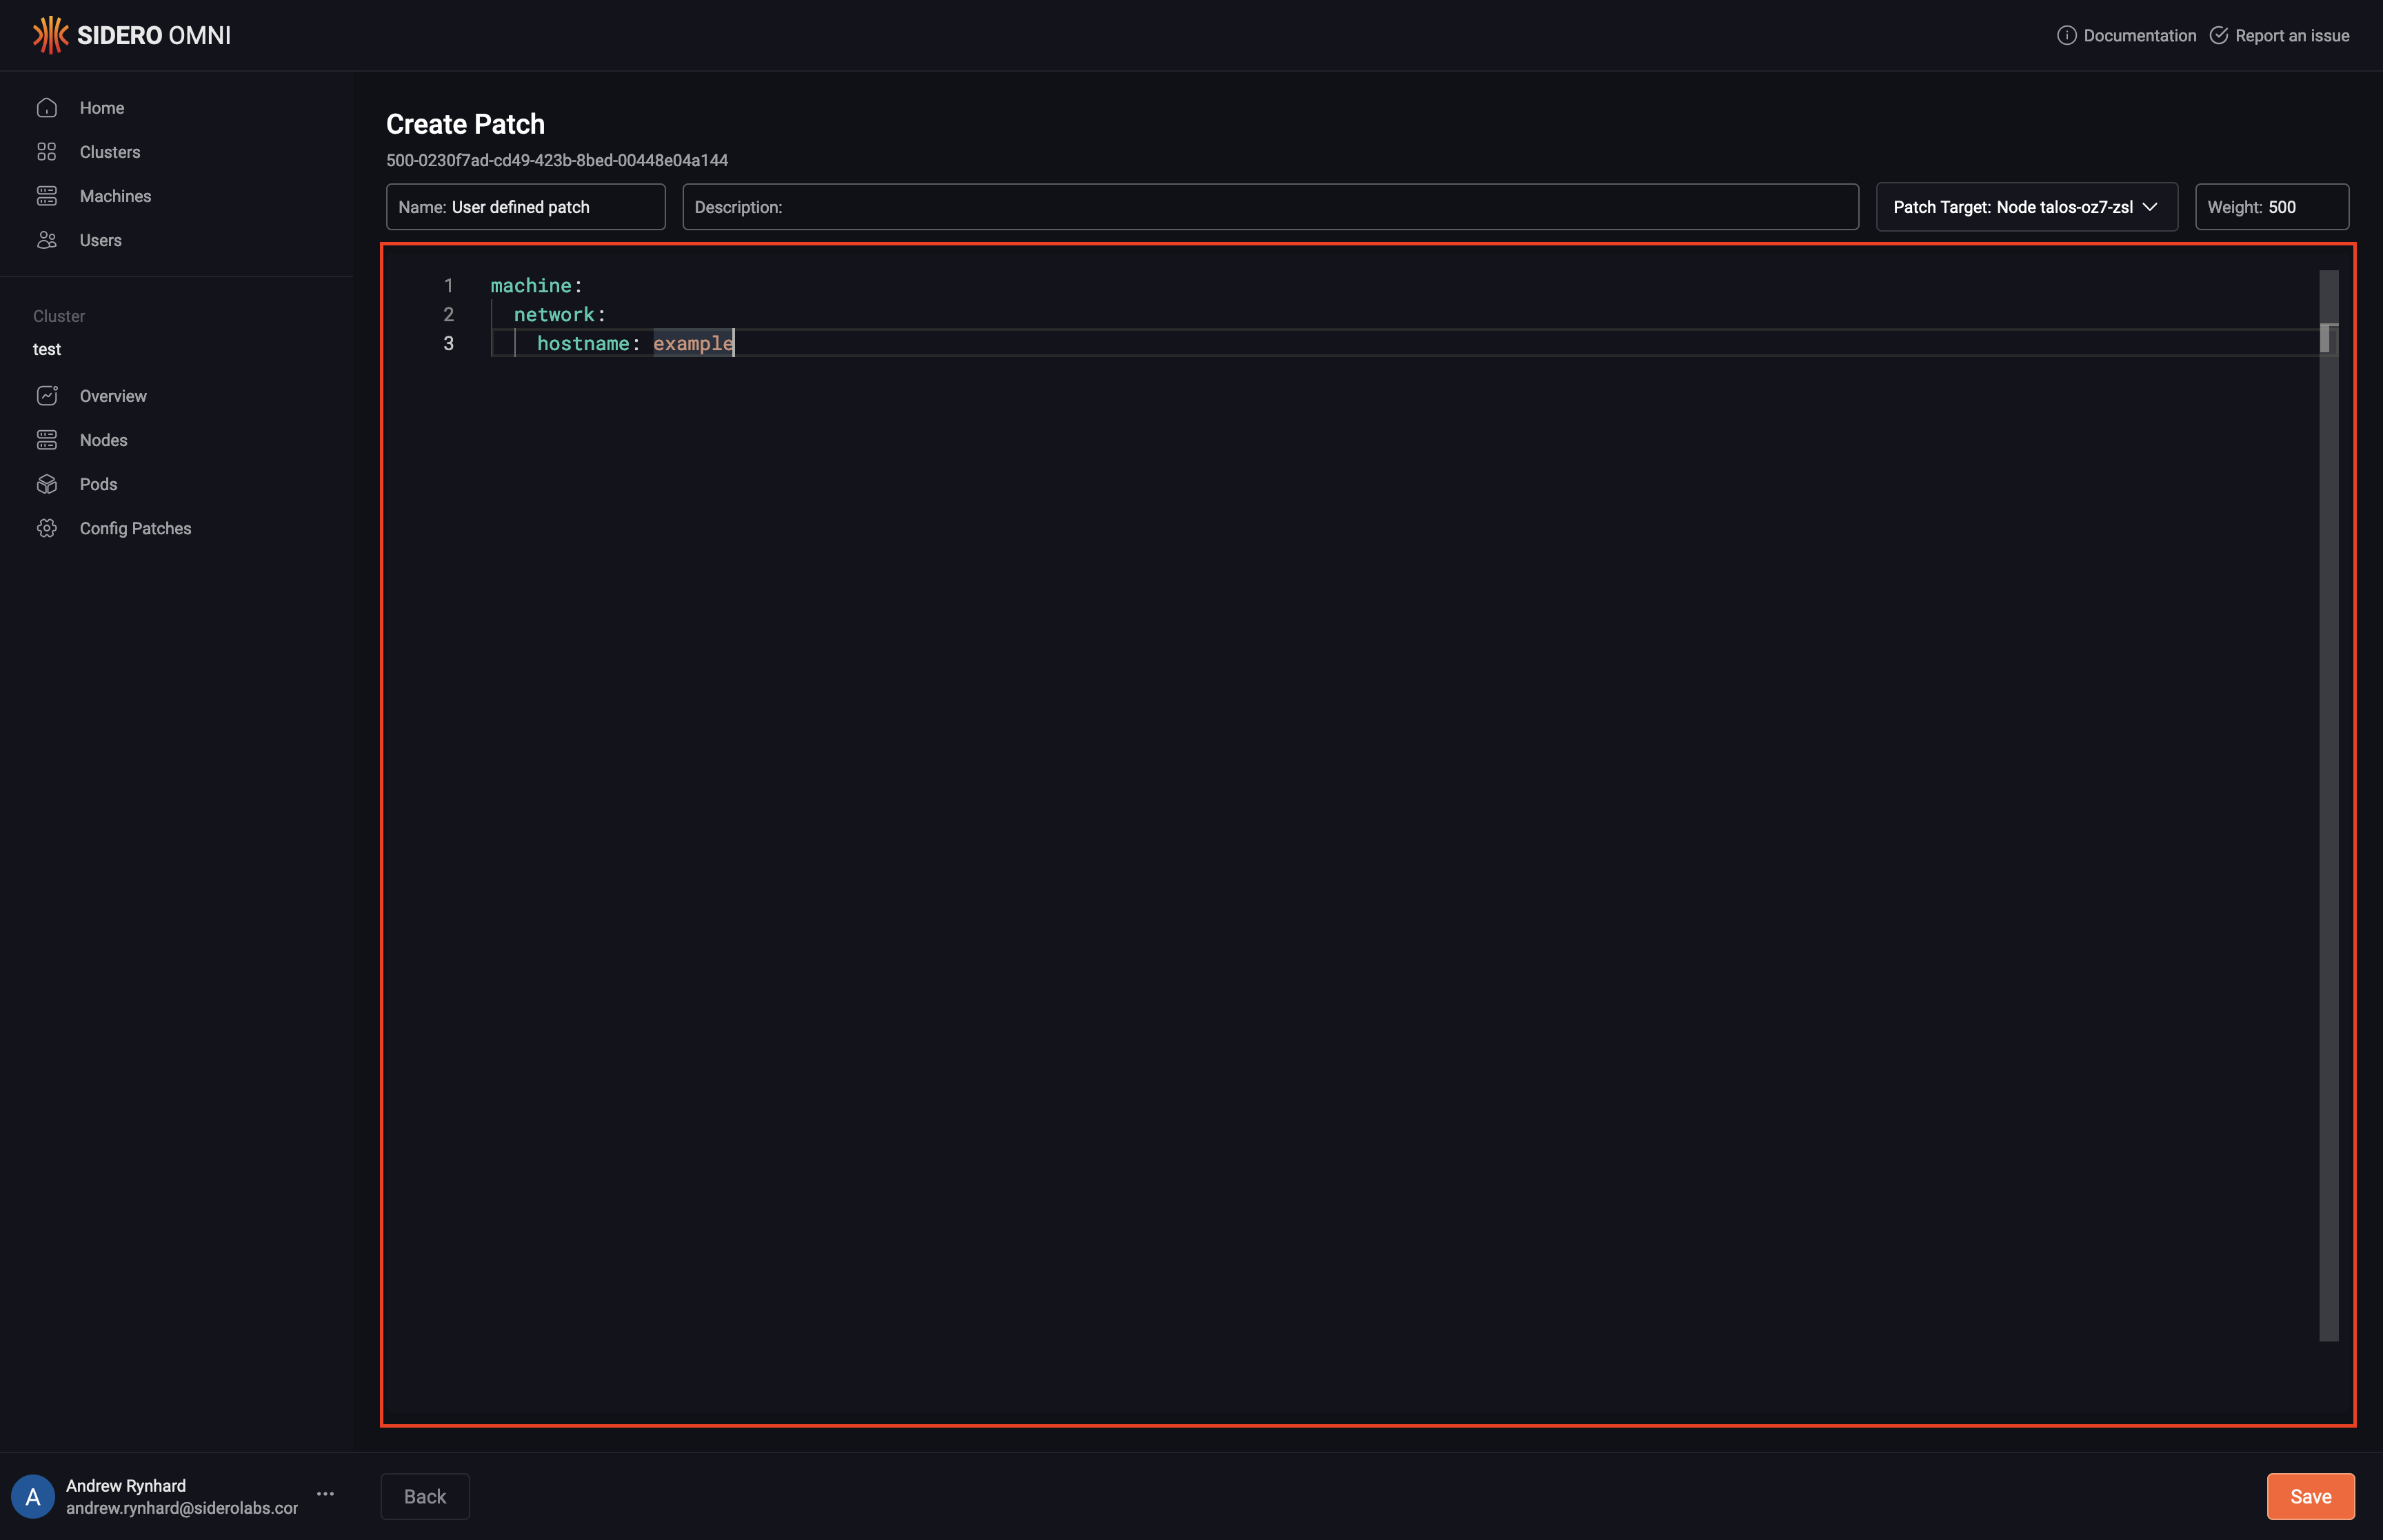 SIDERO OMNI
Documentation
Report an issue
Home
Clusters
Machines
Users
Cluster
test
Overview
Nodes
Pods
Config Patches
Create Patch
500-0230f7ad-cd49-423b-8bed-00448e04a144
Name: User defined patch
Description:
Patch Target: Node talos-oz7-zsl
Weight: 500
1 machine:
2 network:
3 hostname: example
A
Andrew Rynhard
andrew.rynhard@siderolabs.cor
...
Back
Save